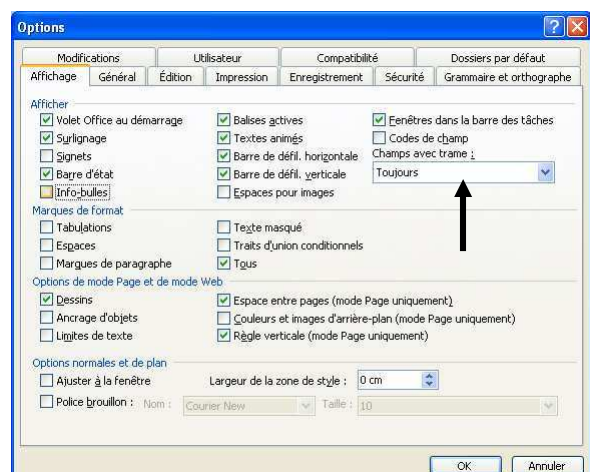 Options
Modifications Utilisateur Compatibilité Dossiers par défaut
Affichage Général Édition Impression Enregistrement Sécurité Grammaire et orthographe
Afficher
Volet Office au démarrage Balises actives Fenêtres dans la barre des tâches
Surlignage Textes animés Codes de champ
Signets Barre de défil. horizontale Champs avec trame :
Barre d'état Barre de défil. verticale Toujours
Info-bulles Espaces pour images
Marques de format
Tabulations Texte masqué
Espaces Traits d'union conditionnels
Marques de paragraphe Tous
Options de mode Page et de mode Web
Dessins Espace entre pages (mode Page uniquement)
Ancrage d'objets Couleurs et images d'arrière-plan (mode Page uniquement)
Limites de texte Règle verticale (mode Page uniquement)
Options normales et de plan
Ajuster à la fenêtre Largeur de la zone de style : 0 cm
Police brouillon : Nom : Courier New Taille : 10
OK Annuler